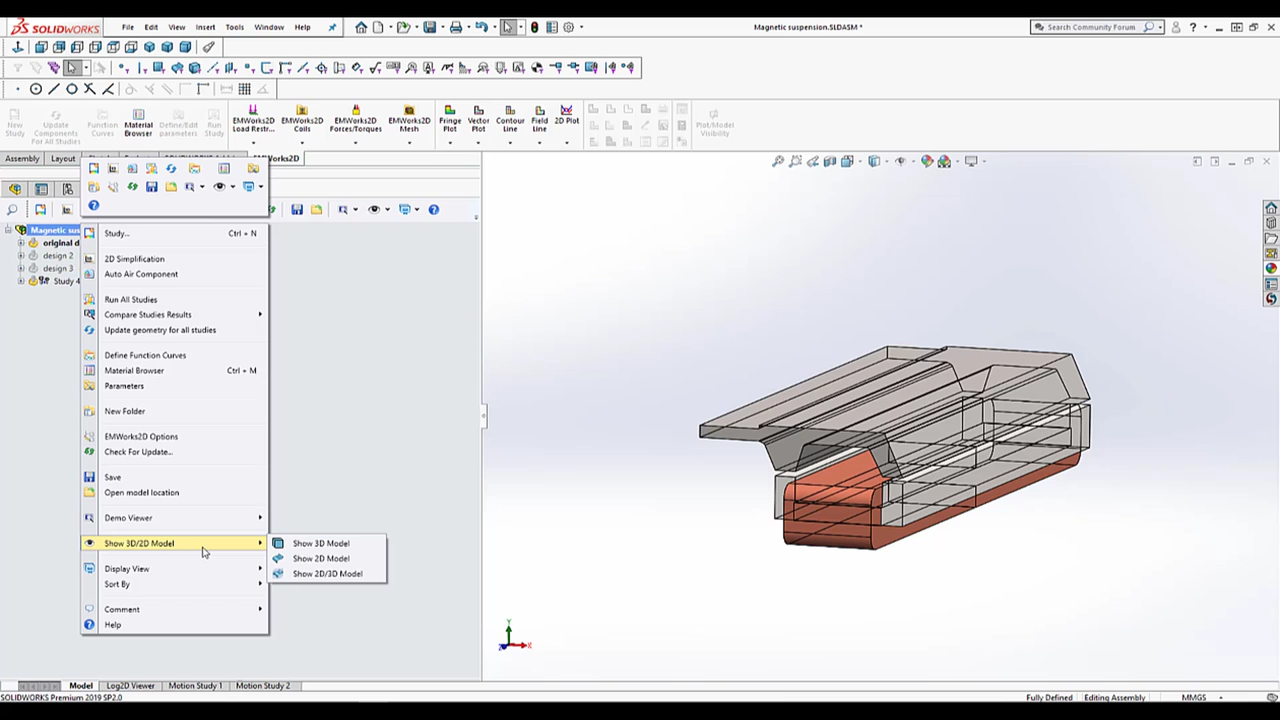 SOLIDWORKS
File Edit View Insert Tools Window Help
Magnetic suspension.SLDASM *
Search Community Forum
New Study
Update Components For All Studies
Function Curves
Material Browser
Define/Edit parameters
Run Study
EMWorks2D Load Restr...
EMWorks2D Coils
EMWorks2D Forces/Torques
EMWorks2D Mesh
Fringe Plot
Vector Plot
Contour Line
Field Line
2D Plot
Plot/Model Visibility
Assembly Layout EMWorks2D
Magnetic sus
original d
design 2
design 3
Study 4
Study... Ctrl + N
2D Simplification
Auto Air Component
Run All Studies
Compare Studies Results
Update geometry for all studies
Define Function Curves
Material Browser Ctrl + M
Parameters
New Folder
EMWorks2D Options
Check For Update...
Save
Open model location
Demo Viewer
Show 3D/2D Model
Display View
Sort By
Comment
Help
Show 3D Model
Show 2D Model
Show 2D/3D Model
Y
X
Z
Model Log2D Viewer Motion Study 1 Motion Study 2
SOLIDWORKS Premium 2019 SP2.0
Fully Defined Editing Assembly MMGS